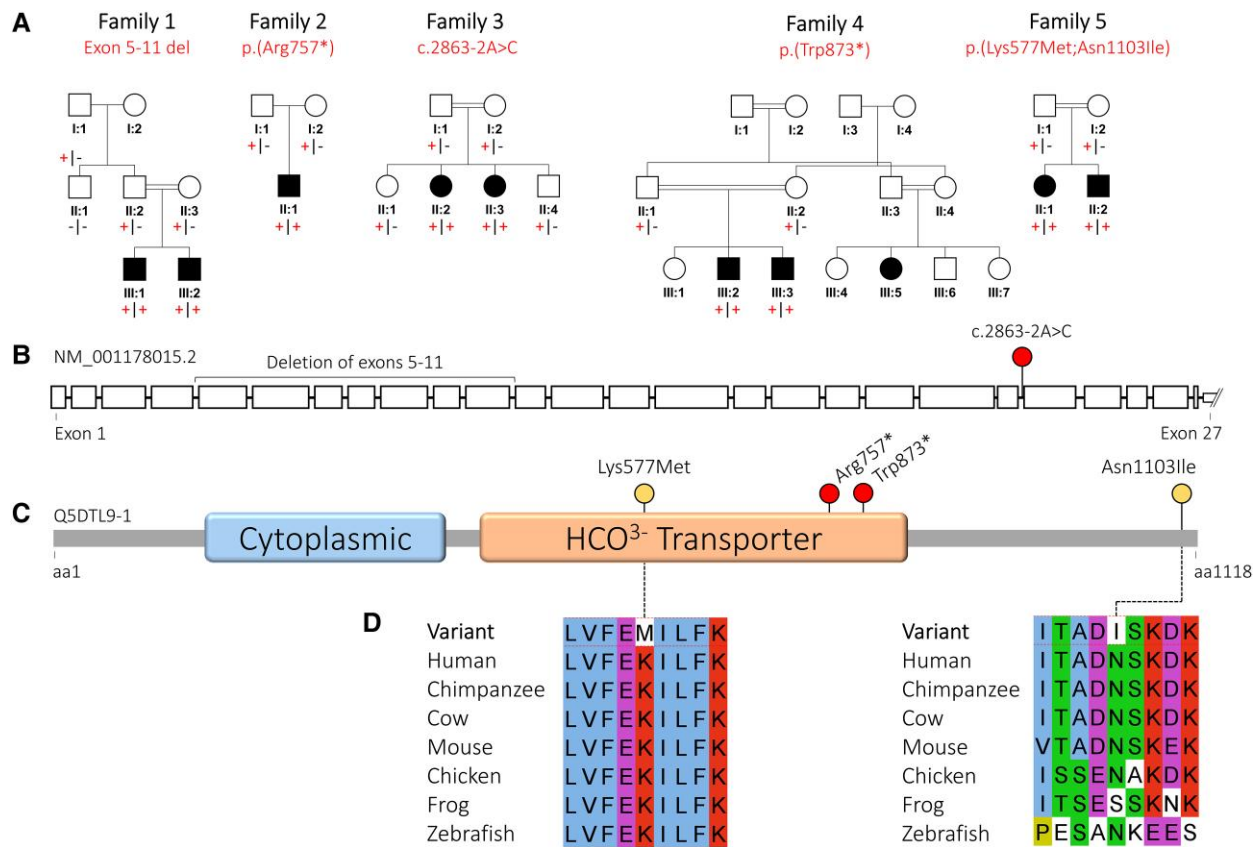 A
Family 1 Family 2 Family 3 Family 4 Family 5
Exon 5-11 del p.(Arg757*) c.2863-2A>C p.(Trp873*) p.(Lys577Met;Asn1103Ile)
I:1 I:2 I:1 I:2 I:1 I:2 I:1 I:2 I:3 I:4 I:1 I:2
+|- +|- +|- +|- +|- +|- +|-
II:1 II:2 II:3 II:1 II:1 II:2 II:3 II:4 II:1 II:2 II:3 II:4 II:1 II:2
-|- +|- +|- +|+ +|- +|+ +|+ +|- +|- +|- +|+ +|+
III:1 III:2 III:1 III:2 III:3 III:4 III:5 III:6 III:7
+|+ +|+ +|+ +|+
B
NM_001178015.2
Deletion of exons 5-11
c.2863-2A>C
Exon 1
Exon 27
C
Q5DTL9-1
Lys577Met
Arg757*
Trp873*
Asn1103Ile
Cytoplasmic
HCO³⁻ Transporter
aa1
aa1118
D
Variant LVFEMILFK
Human LVFEKILFK
Chimpanzee LVFEKILFK
Cow LVFEKILFK
Mouse LVFEKILFK
Chicken LVFEKILFK
Frog LVFEKILFK
Zebrafish LVFEKILFK
Variant ITADISKDK
Human ITADNSKDK
Chimpanzee ITADNSKDK
Cow ITADNSKDK
Mouse VTADNSKEK
Chicken ISSENAKDK
Frog ITSESSKNK
Zebrafish PESANKEES